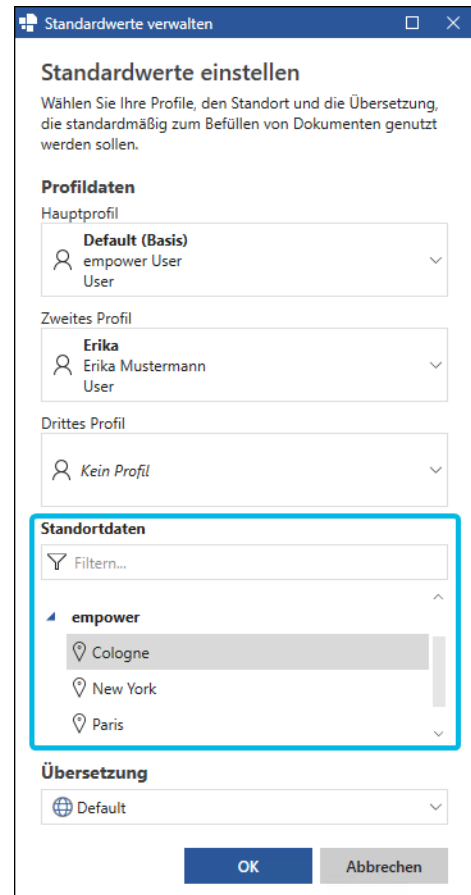 Standardwerte verwalten
Standardwerte einstellen
Wählen Sie Ihre Profile, den Standort und die Übersetzung,
die standardmäßig zum Befüllen von Dokumenten genutzt
werden sollen.
Profildaten
Hauptprofil
Default (Basis)
empower User
User
Zweites Profil
Erika
Erika Mustermann
User
Drittes Profil
Kein Profil
Standortdaten
Filtern...
empower
Cologne
New York
Paris
Übersetzung
Default
OK
Abbrechen